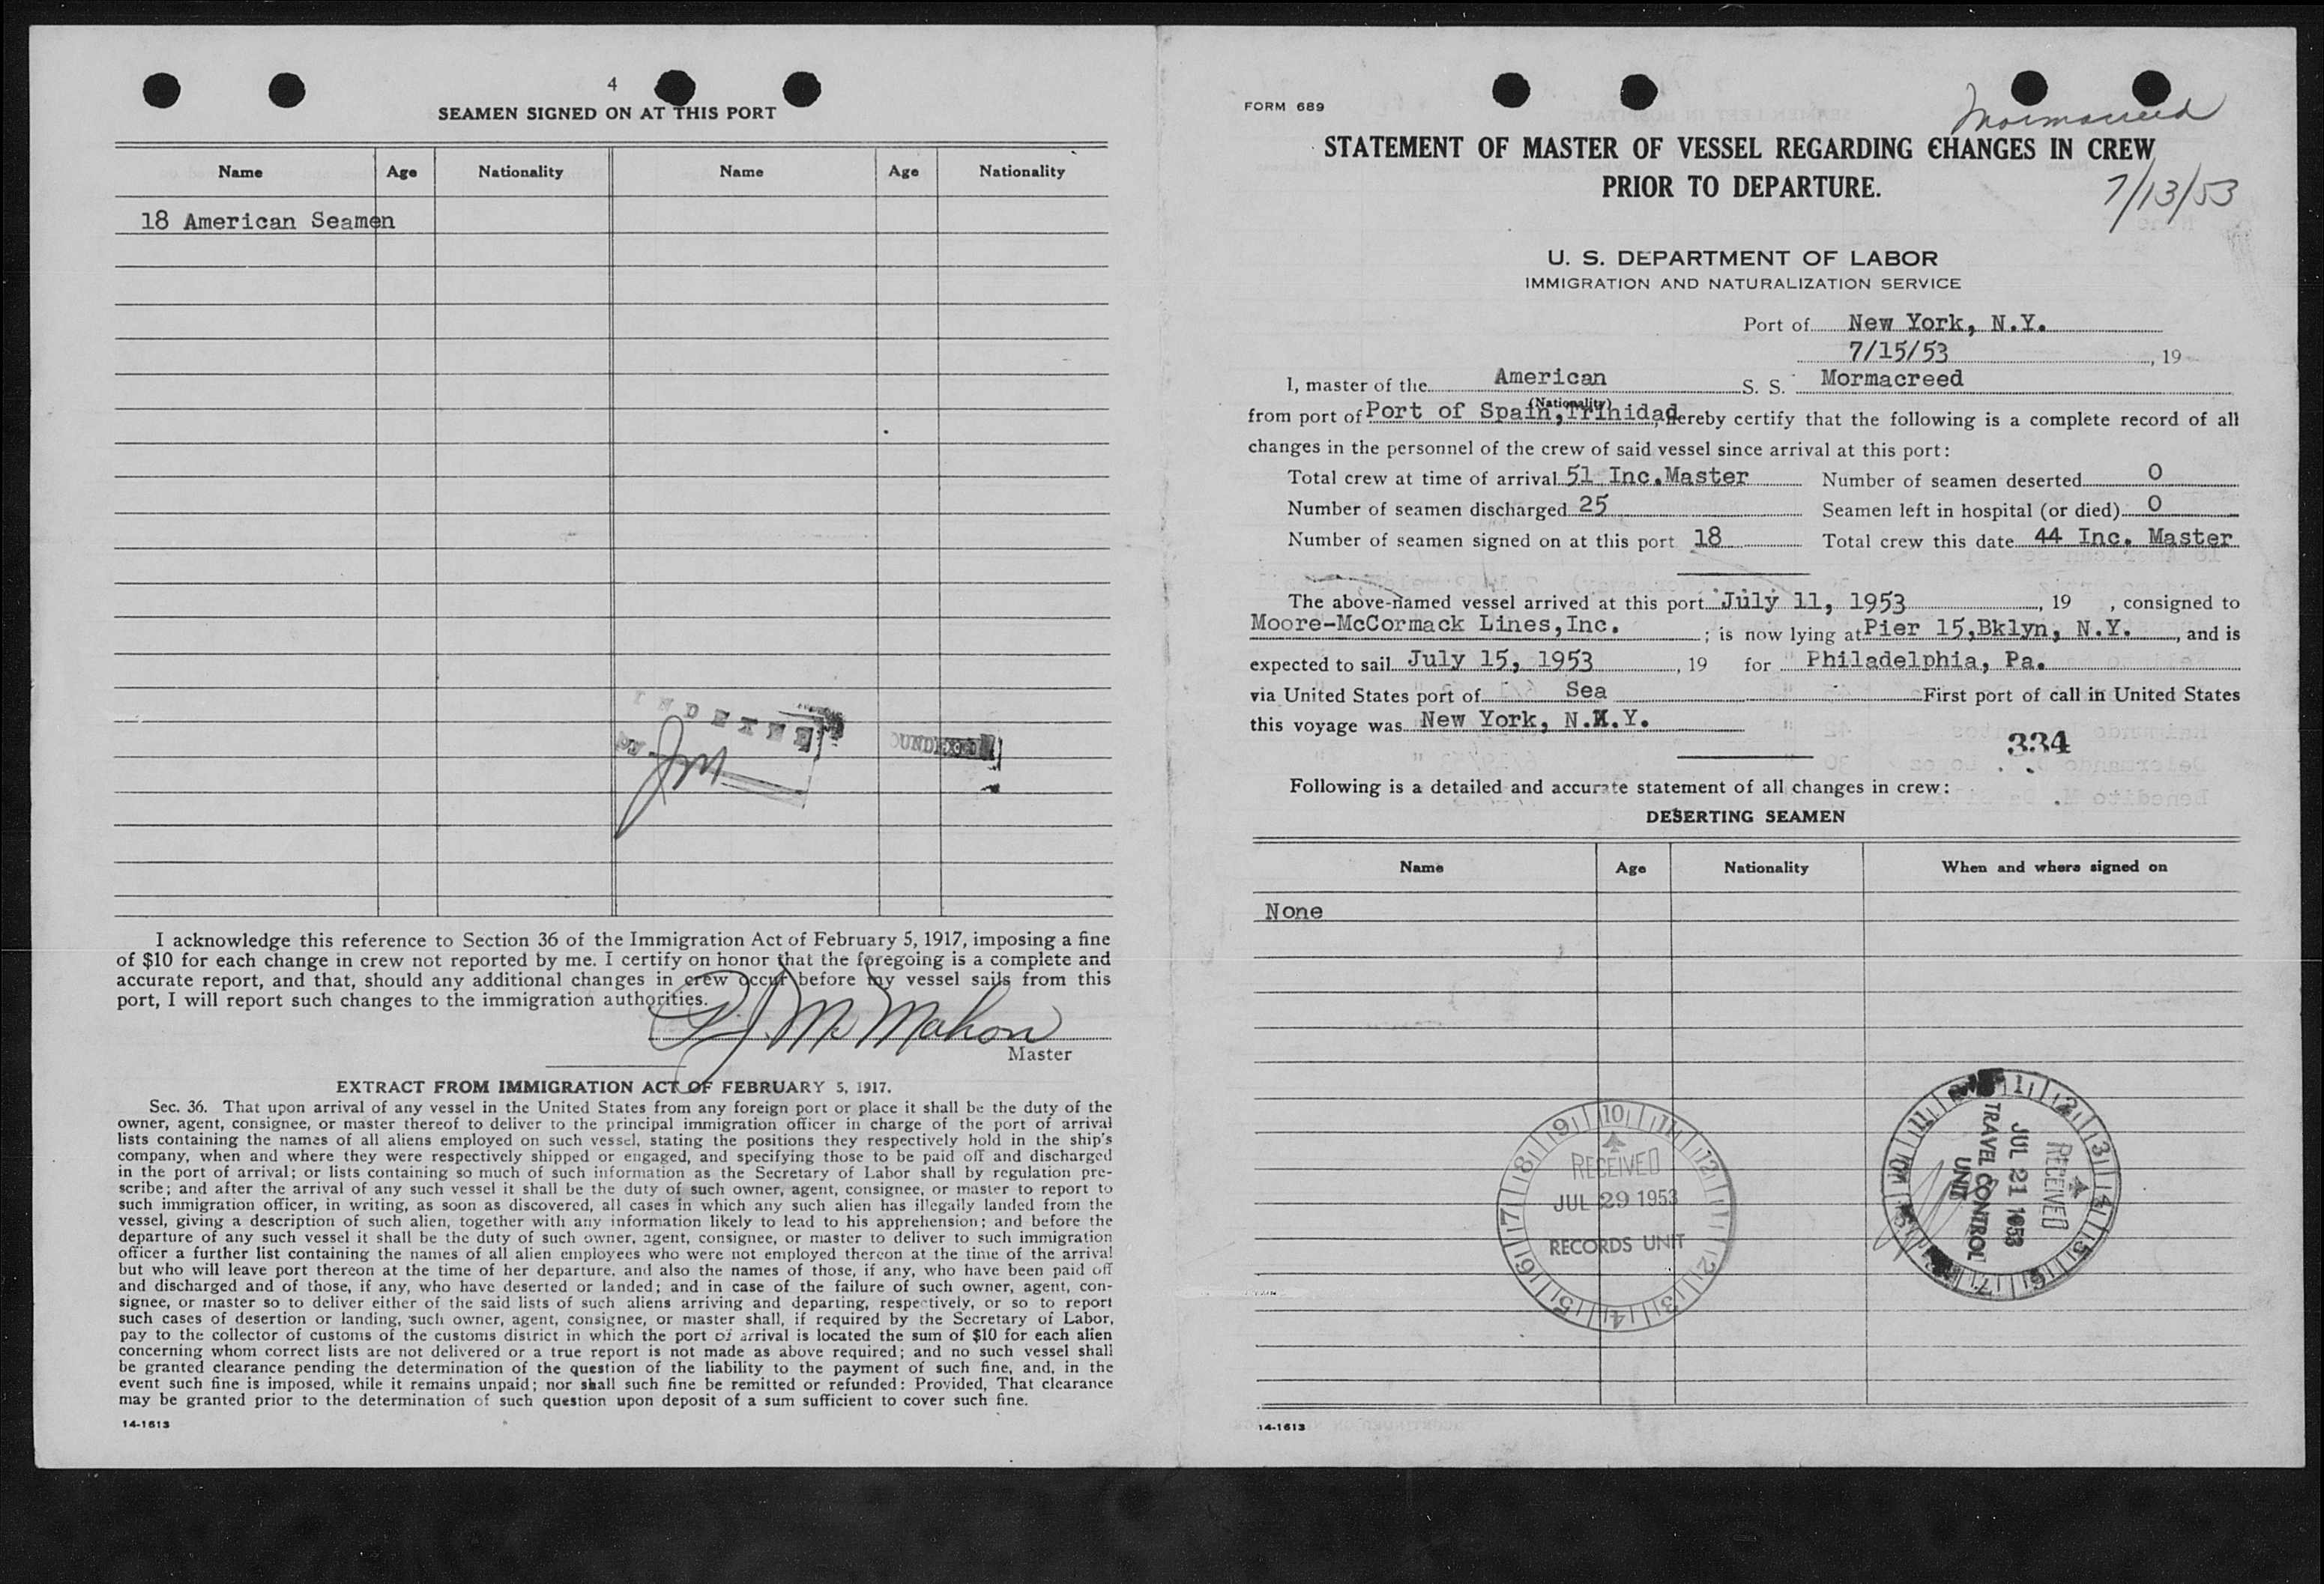 4
SEAMEN SIGNED ON AT THIS PORT
Name Age Nationality Name Age Nationality
18 American Seamen
INDEXED
I acknowledge this reference to Section 36 of the Immigration Act of February 5, 1917, imposing a fine
of $10 for each change in crew not reported by me. I certify on honor that the foregoing is a complete and
accurate report, and that, should any additional changes in crew occur before my vessel sails from this
port, I will report such changes to the immigration authorities.
McMahon
Master
EXTRACT FROM IMMIGRATION ACT OF FEBRUARY 5, 1917.
Sec. 36. That upon arrival of any vessel in the United States from any foreign port or place it shall be the duty of the
owner, agent, consignee, or master thereof to deliver to the principal immigration officer in charge of the port of arrival
lists containing the names of all aliens employed on such vessel, stating the positions they respectively hold in the ship's
company, when and where they were respectively shipped or engaged, and specifying those to be paid off and discharged
in the port of arrival; or lists containing so much of such information as the Secretary of Labor shall by regulation pre-
scribe; and after the arrival of any such vessel it shall be the duty of such owner, agent, consignee, or master to report to
such immigration officer, in writing, as soon as discovered, all cases in which any such alien has illegally landed from the
vessel, giving a description of such alien, together with any information likely to lead to his apprehension; and before the
departure of any such vessel it shall be the duty of such owner, agent, consignee, or master to deliver to such immigration
officer a further list containing the names of all alien employees who were not employed thereon at the time of the arrival
but who will leave port thereon at the time of her departure, and also the names of those, if any, who have been paid off
and discharged and of those, if any, who have deserted or landed; and in case of the failure of such owner, agent, con-
signee, or master so to deliver either of the said lists of such aliens arriving and departing, respectively, or so to report
such cases of desertion or landing, such owner, agent, consignee, or master shall, if required by the Secretary of Labor,
pay to the collector of customs of the customs district in which the port of arrival is located the sum of $10 for each alien
concerning whom correct lists are not delivered or a true report is not made as above required; and no such vessel shall
be granted clearance pending the determination of the question of the liability to the payment of such fine, and, in the
event such fine is imposed, while it remains unpaid; nor shall such fine be remitted or refunded: Provided, That clearance
may be granted prior to the determination of such question upon deposit of a sum sufficient to cover such fine.
14-1613
FORM 689
Mormacreed
STATEMENT OF MASTER OF VESSEL REGARDING CHANGES IN CREW
PRIOR TO DEPARTURE.
7/13/53
U. S. DEPARTMENT OF LABOR
IMMIGRATION AND NATURALIZATION SERVICE
Port of New York, N.Y.
7/15/53, 19
I, master of the American S. S. Mormacreed
(Nationality)
from port of Port of Spain, Trinidad, hereby certify that the following is a complete record of all
changes in the personnel of the crew of said vessel since arrival at this port:
Total crew at time of arrival 51 Inc.Master Number of seamen deserted 0
Number of seamen discharged 25 Seamen left in hospital (or died) 0
Number of seamen signed on at this port 18 Total crew this date 44 Inc. Master
The above-named vessel arrived at this port July 11, 1953, 19 , consigned to
Moore-McCormack Lines,Inc. ; is now lying at Pier 15,Bklyn, N.Y., and is
expected to sail July 15, 1953, 19 for Philadelphia, Pa.
via United States port of Sea First port of call in United States
this voyage was New York, N.Y.
334
Following is a detailed and accurate statement of all changes in crew:
DESERTING SEAMEN
Name Age Nationality When and where signed on
None
RECEIVED
JUL 29 1953
RECORDS UNIT
RECEIVED
JUL 21 1953
TRAVEL CONTROL
UNIT
14-1613